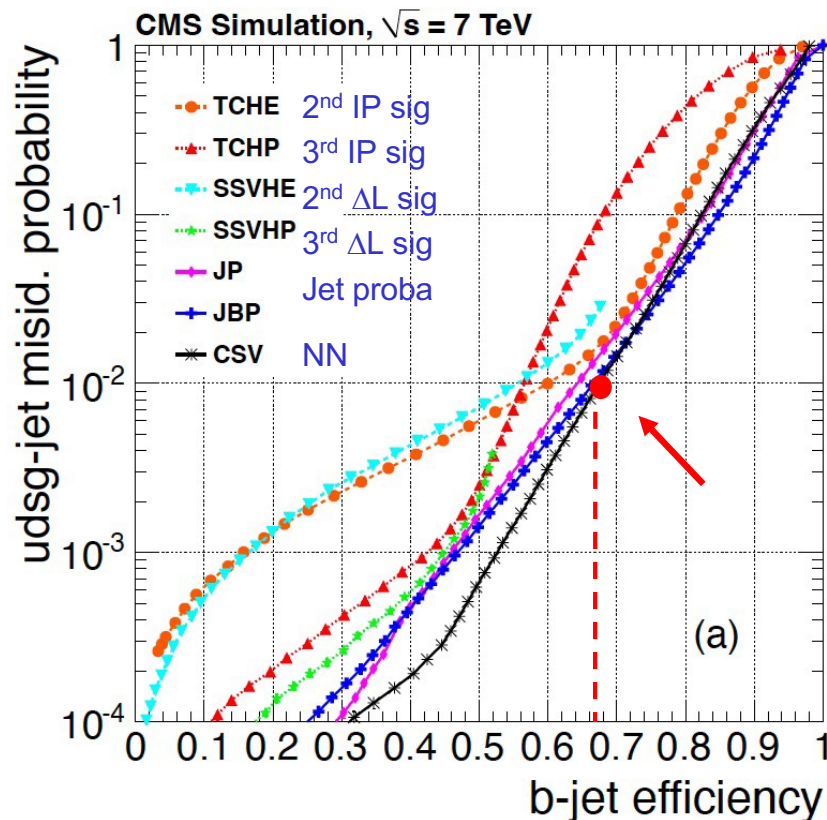 CMS Simulation, √s = 7 TeV
udsg-jet misid. probability
1
10⁻¹
10⁻²
10⁻³
10⁻⁴
TCHE 2nd IP sig
TCHP 3rd IP sig
SSVHE 2nd ΔL sig
SSVHP 3rd ΔL sig
JP Jet proba
JBP
CSV NN
(a)
0 0.1 0.2 0.3 0.4 0.5 0.6 0.7 0.8 0.9 1
b-jet efficiency